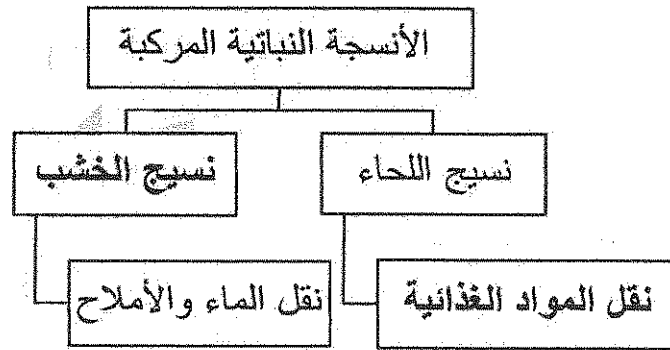 الأنسجة النباتية المركبة
نسيج اللحاء
نسيج الخشب
نقل المواد الغذائية
نقل الماء والأملاح